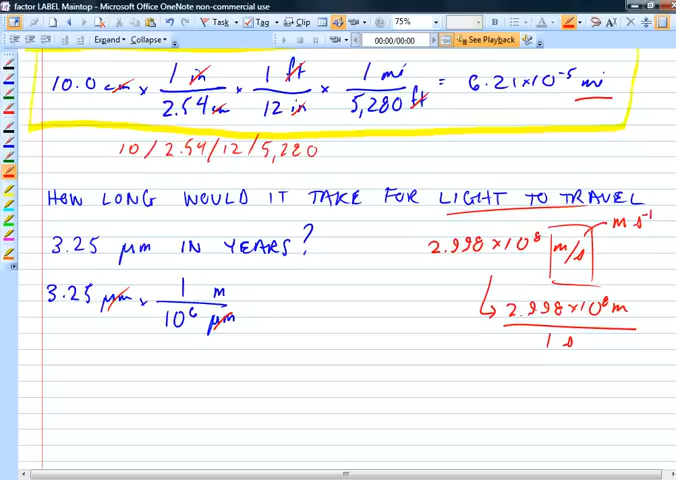 factor LABEL Maintop - Microsoft Office OneNote non-commercial use
75% Task Tag
Expand Collapse 00:00/00:00 See Playback
10.0 cm × 1 in / 2.54 cm × 1 ft / 12 in × 1 mi / 5,280 ft = 6.21×10⁻⁵ mi
10/2.54/12/5,280
HOW LONG WOULD IT TAKE FOR LIGHT TO TRAVEL
3.25 μm IN YEARS?
2.998×10⁸ m/s m s⁻¹
3.25 μm × 1 m / 10⁶ μm
2.998×10⁸ m
1 s